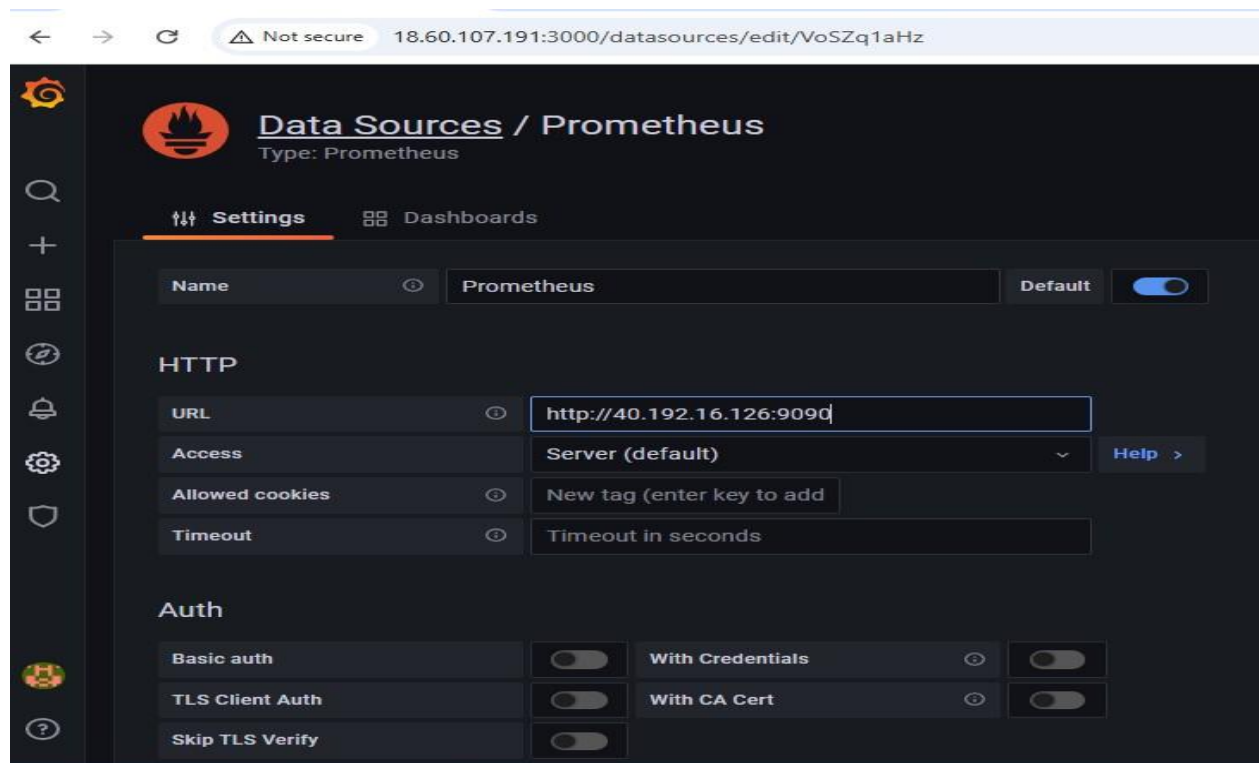 Not secure 18.60.107.191:3000/datasources/edit/VoSZq1aHz
Data Sources / Prometheus
Type: Prometheus
Settings Dashboards
Name Prometheus Default
HTTP
URL http://40.192.16.126:9090
Access Server (default) Help >
Allowed cookies New tag (enter key to add
Timeout Timeout in seconds
Auth
Basic auth With Credentials
TLS Client Auth With CA Cert
Skip TLS Verify